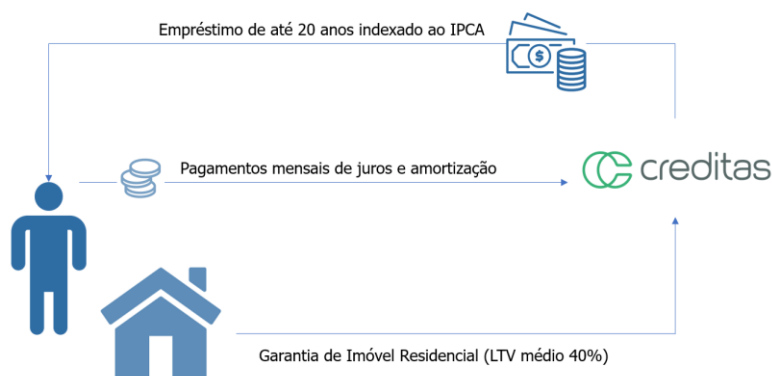 Empréstimo de até 20 anos indexado ao IPCA
Pagamentos mensais de juros e amortização
creditas
Garantia de Imóvel Residencial (LTV médio 40%)